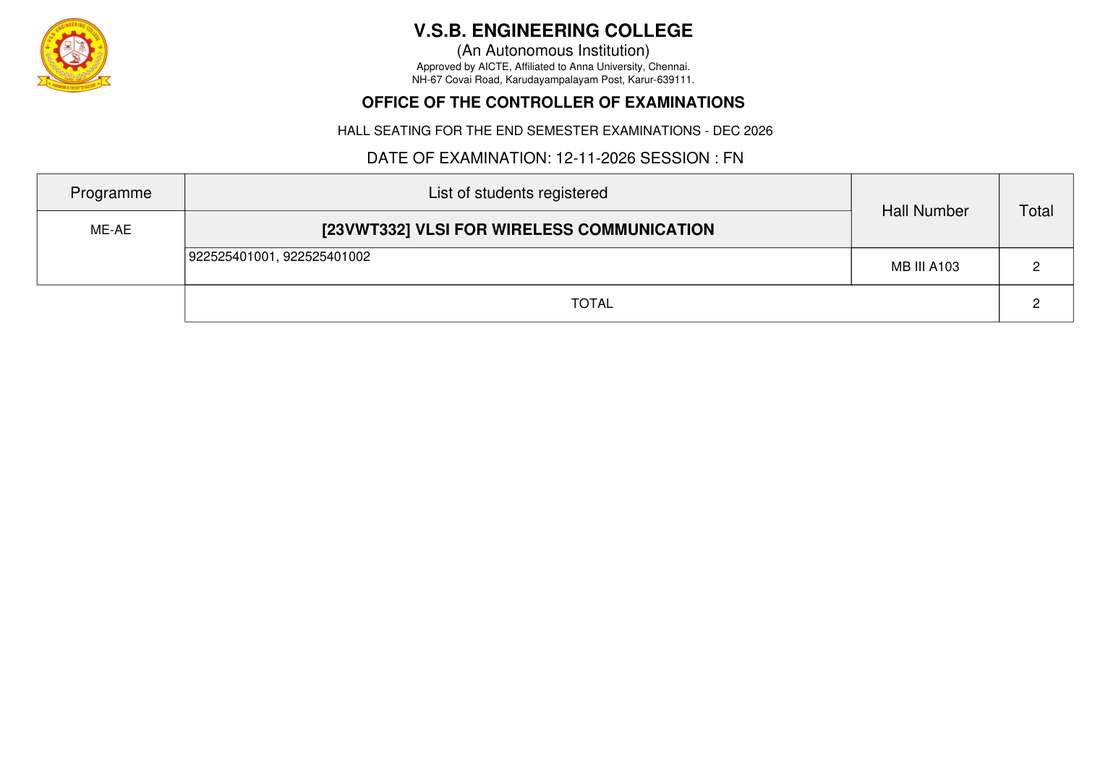 V.S.B. ENGINEERING COLLEGE
(An Autonomous Institution)
Approved by AICTE, Affiliated to Anna University, Chennai.
NH-67 Covai Road, Karudayampalayam Post, Karur-639111.
OFFICE OF THE CONTROLLER OF EXAMINATIONS
HALL SEATING FOR THE END SEMESTER EXAMINATIONS - DEC 2026
DATE OF EXAMINATION: 12-11-2026 SESSION : FN
Programme List of students registered Hall Number Total
ME-AE [23VWT332] VLSI FOR WIRELESS COMMUNICATION
922525401001, 922525401002 MB III A103 2
TOTAL 2